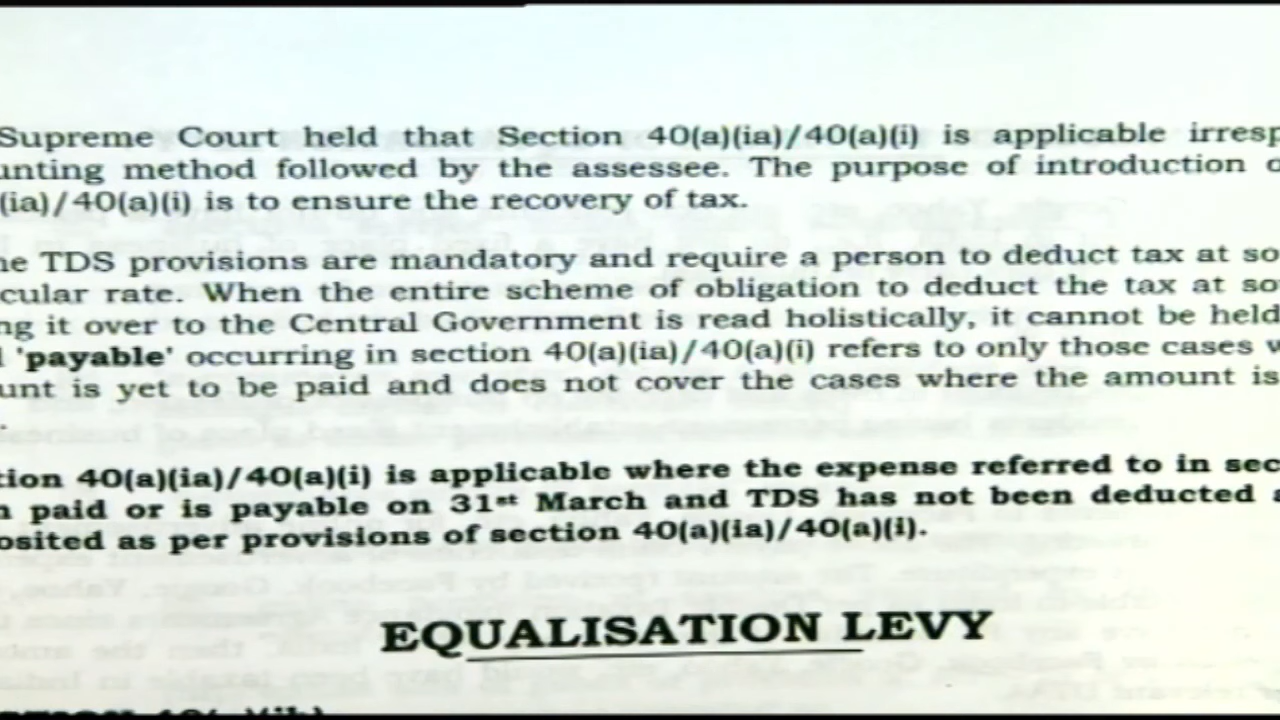 Supreme Court held that Section 40(a)(ia)/40(a)(i) is applicable irresp
unting method followed by the assessee. The purpose of introduction o
(ia)/40(a)(i) is to ensure the recovery of tax.
he TDS provisions are mandatory and require a person to deduct tax at so
cular rate. When the entire scheme of obligation to deduct the tax at so
ng it over to the Central Government is read holistically, it cannot be held
'payable' occurring in section 40(a)(ia)/40(a)(i) refers to only those cases w
unt is yet to be paid and does not cover the cases where the amount is
tion 40(a)(ia)/40(a)(i) is applicable where the expense referred to in sec
n paid or is payable on 31st March and TDS has not been deducted a
osited as per provisions of section 40(a)(ia)/40(a)(i).
EQUALISATION LEVY